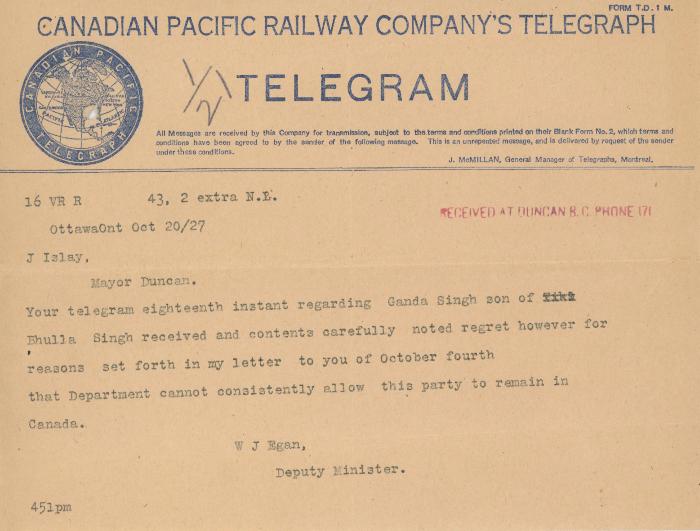 FORM T.D. 1 M.
CANADIAN PACIFIC RAILWAY COMPANY'S TELEGRAPH
CANADIAN PACIFIC
TELEGRAPH
1/2
TELEGRAM
All Messages are received by this Company for transmission, subject to the terms and conditions printed on their Blank Form No. 2, which terms and
conditions have been agreed to by the sender of the following message. This is an unrepeated message, and is delivered by request of the sender
under these conditions.
J. McMILLAN, General Manager of Telegraphs, Montreal.
16 VR R 43, 2 extra N.L.
RECEIVED AT DUNCAN B.C. PHONE 171
OttawaOnt Oct 20/27
J Islay,
Mayor Duncan.
Your telegram eighteenth instant regarding Ganda Singh son of
Bhulla Singh received and contents carefully noted regret however for
reasons set forth in my letter to you of October fourth
that Department cannot consistently allow this party to remain in
Canada.
W J Egan,
Deputy Minister.
451pm